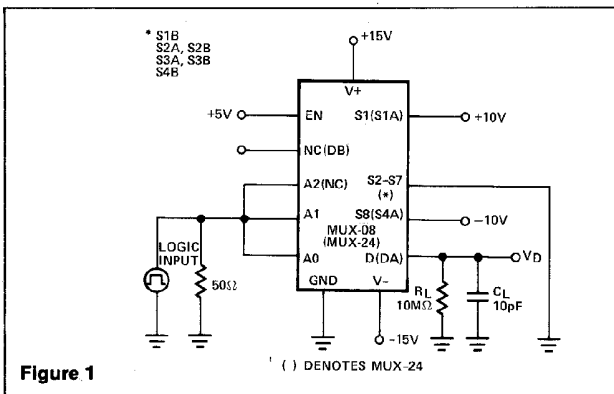 * S1B
S2A, S2B
S3A, S3B
S4B
+15V
V+
+5V
EN
S1(S1A)
+10V
NC(DB)
A2(NC)
S2–S7
(*)
A1
S8(S4A)
−10V
MUX-08
(MUX-24)
LOGIC
INPUT
A0
D(DA)
VD
50Ω
GND
V−
RL
10MΩ
CL
10pF
−15V
( ) DENOTES MUX-24
Figure 1